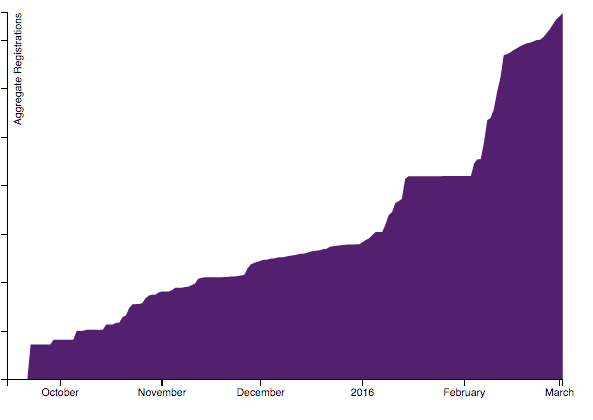 Aggregate Registrations
October
November
December
2016
February
March